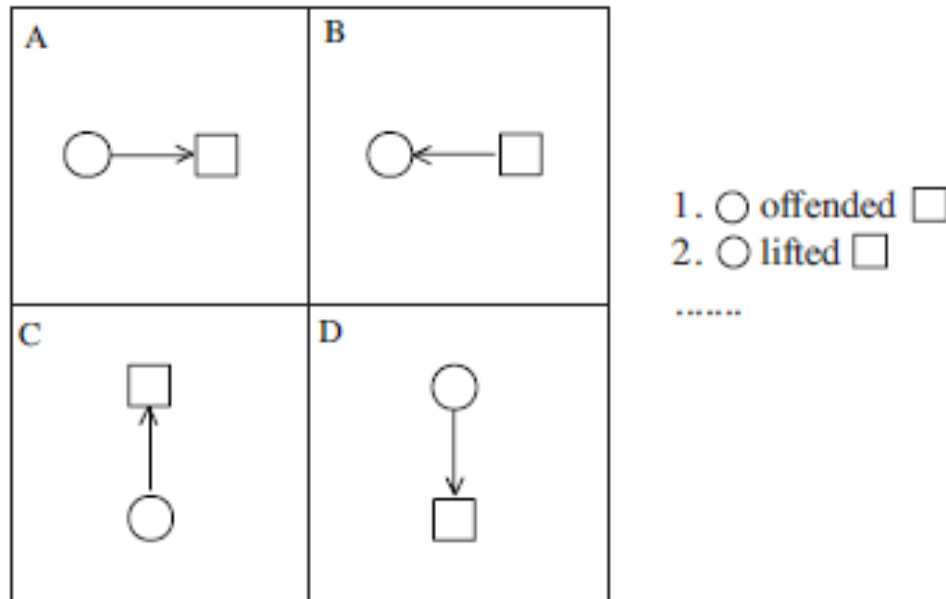 A
B
C
D
1. ○ offended □
2. ○ lifted □
.......